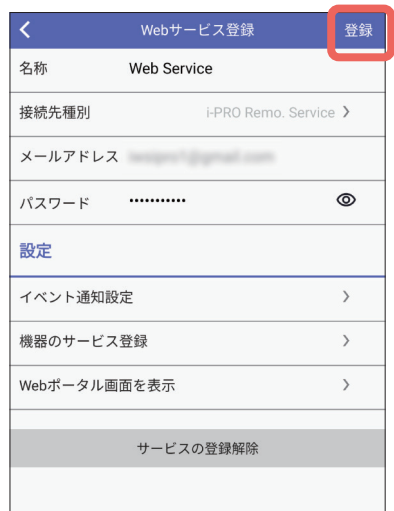 Webサービス登録 登録
名称 Web Service
接続先種別 i-PRO Remo. Service
メールアドレス
パスワード •••••••••••
設定
イベント通知設定
機器のサービス登録
Webポータル画面を表示
サービスの登録解除